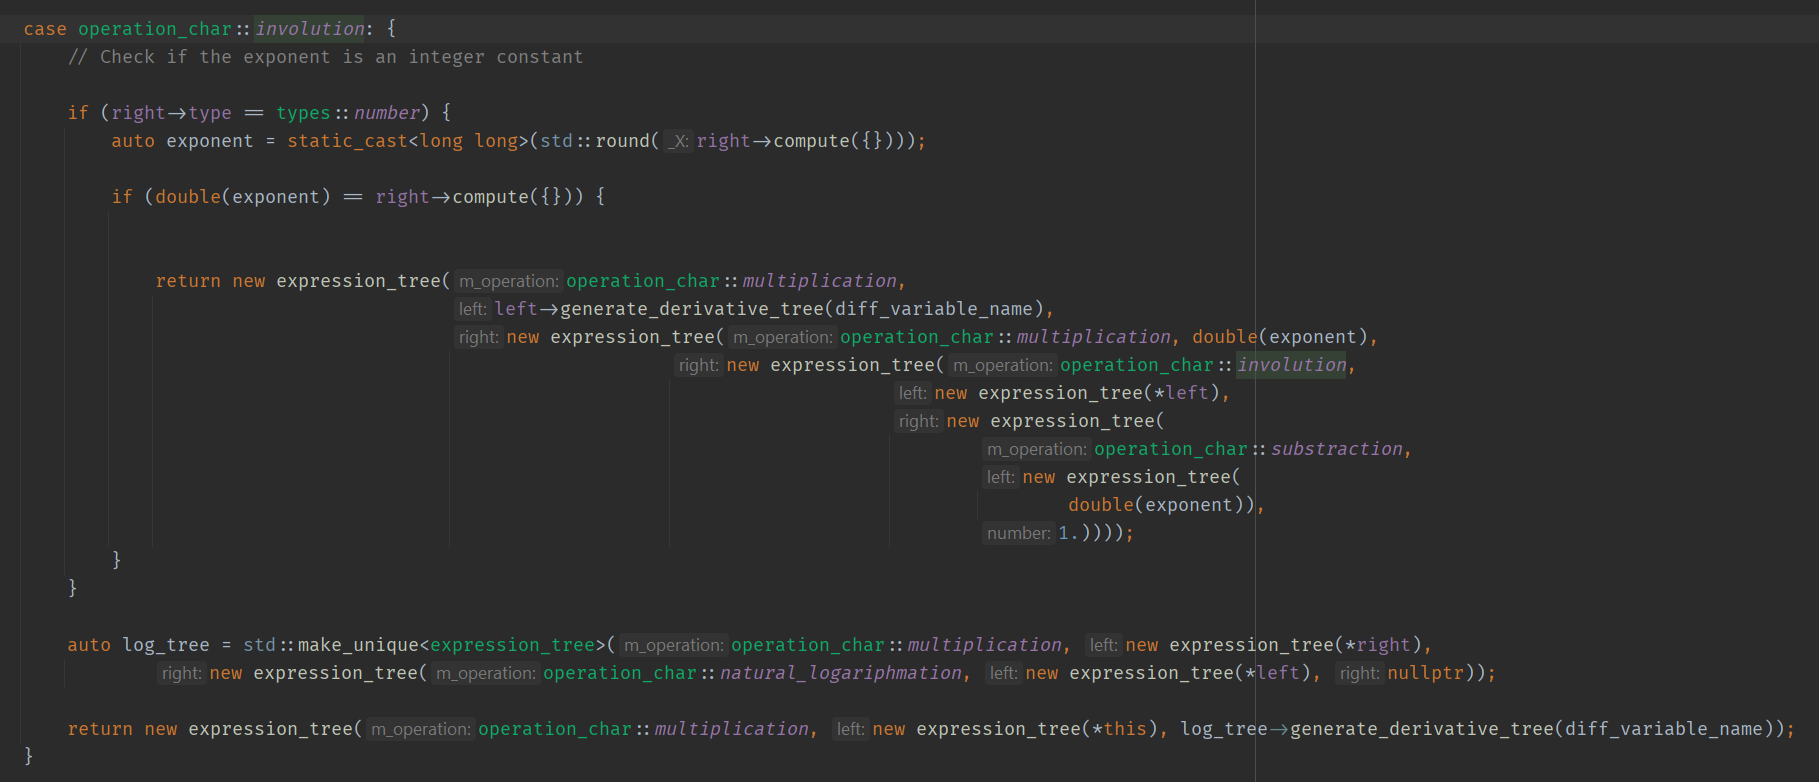 case operation_char::involution: {
// Check if the exponent is an integer constant
if (right->type == types::number) {
auto exponent = static_cast<long long>(std::round( _X: right->compute({})));
if (double(exponent) == right->compute({})) {
return new expression_tree( m_operation: operation_char::multiplication,
left: left->generate_derivative_tree(diff_variable_name),
right: new expression_tree( m_operation: operation_char::multiplication, double(exponent),
right: new expression_tree( m_operation: operation_char::involution,
left: new expression_tree(*left),
right: new expression_tree(
m_operation: operation_char::substraction,
left: new expression_tree(
double(exponent)),
number: 1.))));
}
}
auto log_tree = std::make_unique<expression_tree>( m_operation: operation_char::multiplication, left: new expression_tree(*right),
right: new expression_tree( m_operation: operation_char::natural_logariphmation, left: new expression_tree(*left), right: nullptr));
return new expression_tree( m_operation: operation_char::multiplication, left: new expression_tree(*this), log_tree->generate_derivative_tree(diff_variable_name));
}